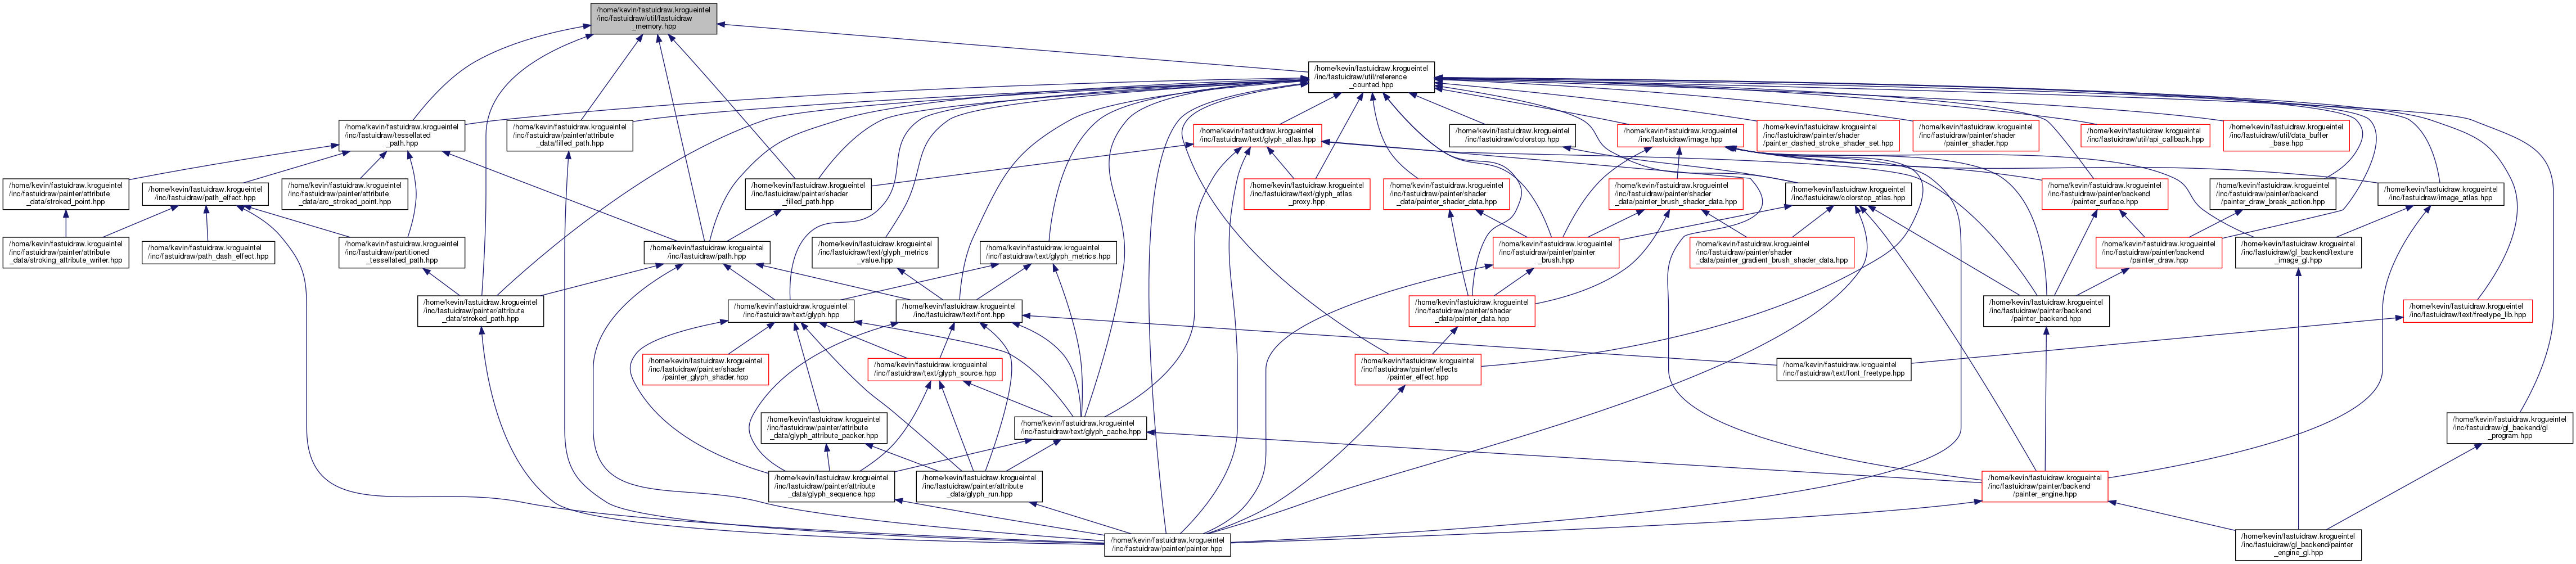 /home/kevin/fastuidraw.krogueintel
/inc/fastuidraw/util/fastuidraw
_memory.hpp
/home/kevin/fastuidraw.krogueintel
/inc/fastuidraw/util/reference
_counted.hpp
/home/kevin/fastuidraw.krogueintel
/inc/fastuidraw/tessellated
_path.hpp
/home/kevin/fastuidraw.krogueintel
/inc/fastuidraw/painter/attribute
_data/filled_path.hpp
/home/kevin/fastuidraw.krogueintel
/inc/fastuidraw/text/glyph_atlas.hpp
/home/kevin/fastuidraw.krogueintel
/inc/fastuidraw/colorstop.hpp
/home/kevin/fastuidraw.krogueintel
/inc/fastuidraw/image.hpp
/home/kevin/fastuidraw.krogueintel
/inc/fastuidraw/painter/shader
/painter_dashed_stroke_shader_set.hpp
/home/kevin/fastuidraw.krogueintel
/inc/fastuidraw/painter/shader
/painter_shader.hpp
/home/kevin/fastuidraw.krogueintel
/inc/fastuidraw/util/api_callback.hpp
/home/kevin/fastuidraw.krogueintel
/inc/fastuidraw/util/data_buffer
_base.hpp
/home/kevin/fastuidraw.krogueintel
/inc/fastuidraw/painter/attribute
_data/stroked_point.hpp
/home/kevin/fastuidraw.krogueintel
/inc/fastuidraw/path_effect.hpp
/home/kevin/fastuidraw.krogueintel
/inc/fastuidraw/painter/attribute
_data/arc_stroked_point.hpp
/home/kevin/fastuidraw.krogueintel
/inc/fastuidraw/painter/shader
_filled_path.hpp
/home/kevin/fastuidraw.krogueintel
/inc/fastuidraw/text/glyph_atlas
_proxy.hpp
/home/kevin/fastuidraw.krogueintel
/inc/fastuidraw/painter/shader
_data/painter_shader_data.hpp
/home/kevin/fastuidraw.krogueintel
/inc/fastuidraw/painter/shader
_data/painter_brush_shader_data.hpp
/home/kevin/fastuidraw.krogueintel
/inc/fastuidraw/colorstop_atlas.hpp
/home/kevin/fastuidraw.krogueintel
/inc/fastuidraw/painter/backend
/painter_surface.hpp
/home/kevin/fastuidraw.krogueintel
/inc/fastuidraw/painter/backend
/painter_draw_break_action.hpp
/home/kevin/fastuidraw.krogueintel
/inc/fastuidraw/image_atlas.hpp
/home/kevin/fastuidraw.krogueintel
/inc/fastuidraw/painter/attribute
_data/stroking_attribute_writer.hpp
/home/kevin/fastuidraw.krogueintel
/inc/fastuidraw/path_dash_effect.hpp
/home/kevin/fastuidraw.krogueintel
/inc/fastuidraw/partitioned
_tessellated_path.hpp
/home/kevin/fastuidraw.krogueintel
/inc/fastuidraw/path.hpp
/home/kevin/fastuidraw.krogueintel
/inc/fastuidraw/text/glyph_metrics
_value.hpp
/home/kevin/fastuidraw.krogueintel
/inc/fastuidraw/text/glyph_metrics.hpp
/home/kevin/fastuidraw.krogueintel
/inc/fastuidraw/painter/painter
_brush.hpp
/home/kevin/fastuidraw.krogueintel
/inc/fastuidraw/painter/shader
_data/painter_gradient_brush_shader_data.hpp
/home/kevin/fastuidraw.krogueintel
/inc/fastuidraw/painter/backend
/painter_draw.hpp
/home/kevin/fastuidraw.krogueintel
/inc/fastuidraw/gl_backend/texture
_image_gl.hpp
/home/kevin/fastuidraw.krogueintel
/inc/fastuidraw/painter/attribute
_data/stroked_path.hpp
/home/kevin/fastuidraw.krogueintel
/inc/fastuidraw/text/glyph.hpp
/home/kevin/fastuidraw.krogueintel
/inc/fastuidraw/text/font.hpp
/home/kevin/fastuidraw.krogueintel
/inc/fastuidraw/painter/shader
_data/painter_data.hpp
/home/kevin/fastuidraw.krogueintel
/inc/fastuidraw/painter/backend
/painter_backend.hpp
/home/kevin/fastuidraw.krogueintel
/inc/fastuidraw/text/freetype_lib.hpp
/home/kevin/fastuidraw.krogueintel
/inc/fastuidraw/painter/shader
/painter_glyph_shader.hpp
/home/kevin/fastuidraw.krogueintel
/inc/fastuidraw/text/glyph_source.hpp
/home/kevin/fastuidraw.krogueintel
/inc/fastuidraw/painter/effects
/painter_effect.hpp
/home/kevin/fastuidraw.krogueintel
/inc/fastuidraw/text/font_freetype.hpp
/home/kevin/fastuidraw.krogueintel
/inc/fastuidraw/painter/attribute
_data/glyph_attribute_packer.hpp
/home/kevin/fastuidraw.krogueintel
/inc/fastuidraw/text/glyph_cache.hpp
/home/kevin/fastuidraw.krogueintel
/inc/fastuidraw/gl_backend/gl
_program.hpp
/home/kevin/fastuidraw.krogueintel
/inc/fastuidraw/painter/attribute
_data/glyph_sequence.hpp
/home/kevin/fastuidraw.krogueintel
/inc/fastuidraw/painter/attribute
_data/glyph_run.hpp
/home/kevin/fastuidraw.krogueintel
/inc/fastuidraw/painter/backend
/painter_engine.hpp
/home/kevin/fastuidraw.krogueintel
/inc/fastuidraw/painter/painter.hpp
/home/kevin/fastuidraw.krogueintel
/inc/fastuidraw/gl_backend/painter
_engine_gl.hpp